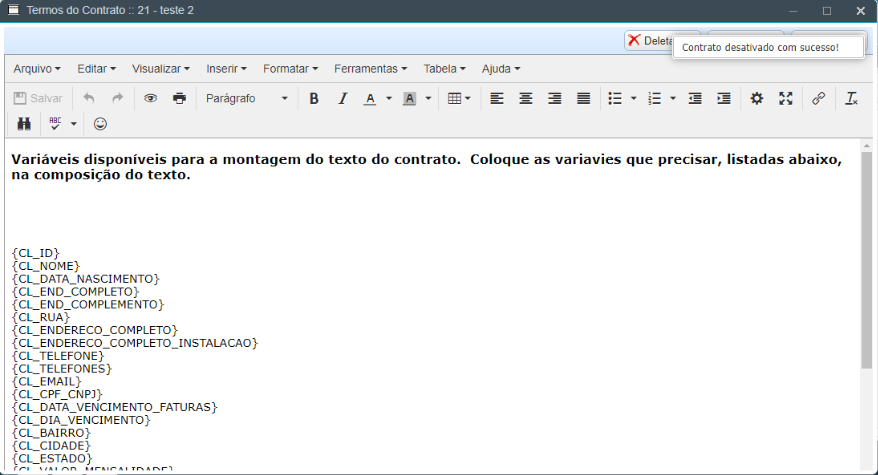 Termos do Contrato :: 21 - teste 2
Deleta
Contrato desativado com sucesso!
Arquivo Editar Visualizar Inserir Formatar Ferramentas Tabela Ajuda
Salvar Parágrafo B I A A
ABC
Variáveis disponíveis para a montagem do texto do contrato.  Coloque as variavies que precisar, listadas abaixo,
na composição do texto.
{CL_ID}
{CL_NOME}
{CL_DATA_NASCIMENTO}
{CL_END_COMPLETO}
{CL_END_COMPLEMENTO}
{CL_RUA}
{CL_ENDERECO_COMPLETO}
{CL_ENDERECO_COMPLETO_INSTALACAO}
{CL_TELEFONE}
{CL_TELEFONES}
{CL_EMAIL}
{CL_CPF_CNPJ}
{CL_DATA_VENCIMENTO_FATURAS}
{CL_DIA_VENCIMENTO}
{CL_BAIRRO}
{CL_CIDADE}
{CL_ESTADO}
{CL_VALOR_MENSALIDADE}